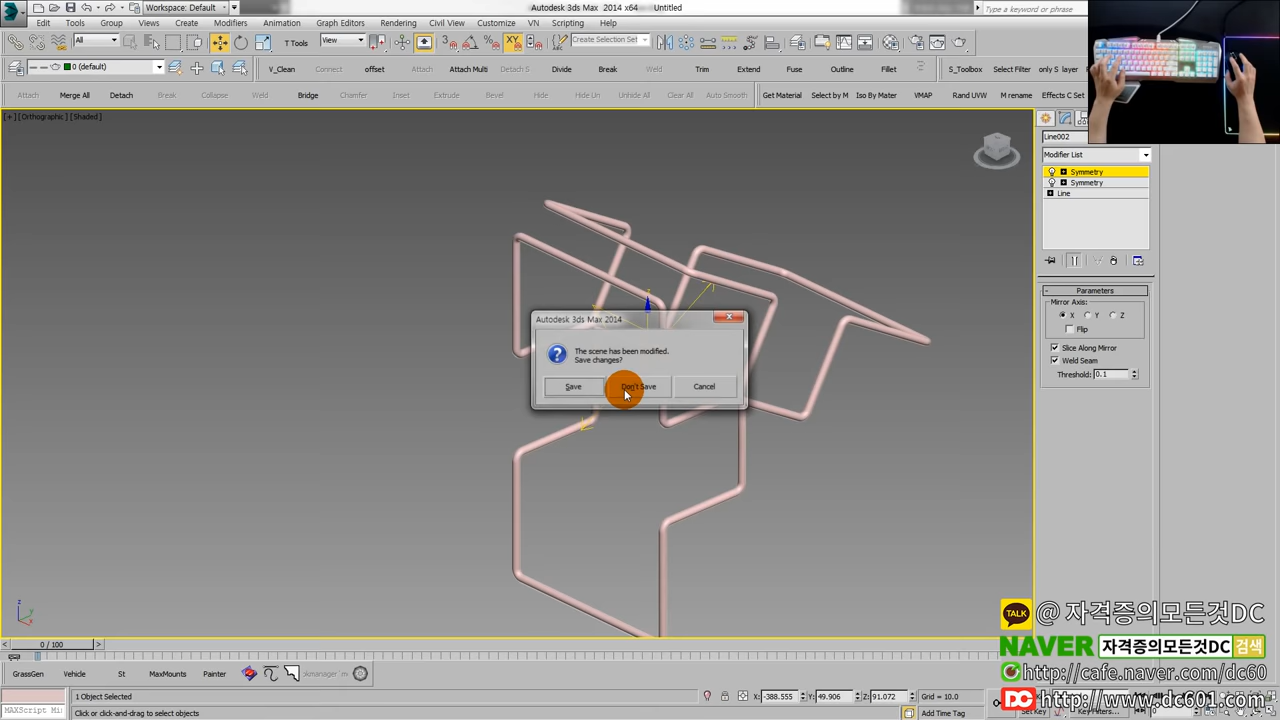 Autodesk 3ds Max 2014 x64 Untitled
Workspace: Default
Type a keyword or phrase
Edit Tools Group Views Create Modifiers Animation Graph Editors Rendering Civil View Customize VN Scripting Help
All
View
T Tools
XY
Create Selection Set
0 (default)
V_Clean Connect offset Multi Detach S Divide Break Weld Trim Extend Outline Fillet S_Toolbox Select Filter only S_layer
Attach Merge All Detach Break Collapse Weld Bridge Chamfer Inset Extrude Bevel Hide Hide Un Unhide All Clear All Auto Smooth Get Material Select by M Iso By Mater VMAP Rand UVW M rename Effects C Set
[+] [Orthographic ] [Shaded ]
Line002
Modifier List
Symmetry
Symmetry
Line
Parameters
Mirror Axis:
X Y Z
Flip
Slice Along Mirror
Weld Seam
Threshold: 0.1
Autodesk 3ds Max 2014
The scene has been modified.
Save changes?
Save Don't Save Cancel
z
y
x
0 / 100
GrassGen Vehicle St MaxMounts Painter
1 Object Selected
X: -388.555 Y: 49.906 Z: 91.072 Grid = 10.0
MAXScript Mi
Click or click-and-drag to select objects
Add Time Tag
Set Key Key Filters...
TALK @ 자격증의모든것DC
NAVER 자격증의모든것DC 검색
http://cafe.naver.com/dc60
DC http://www.dc601.com